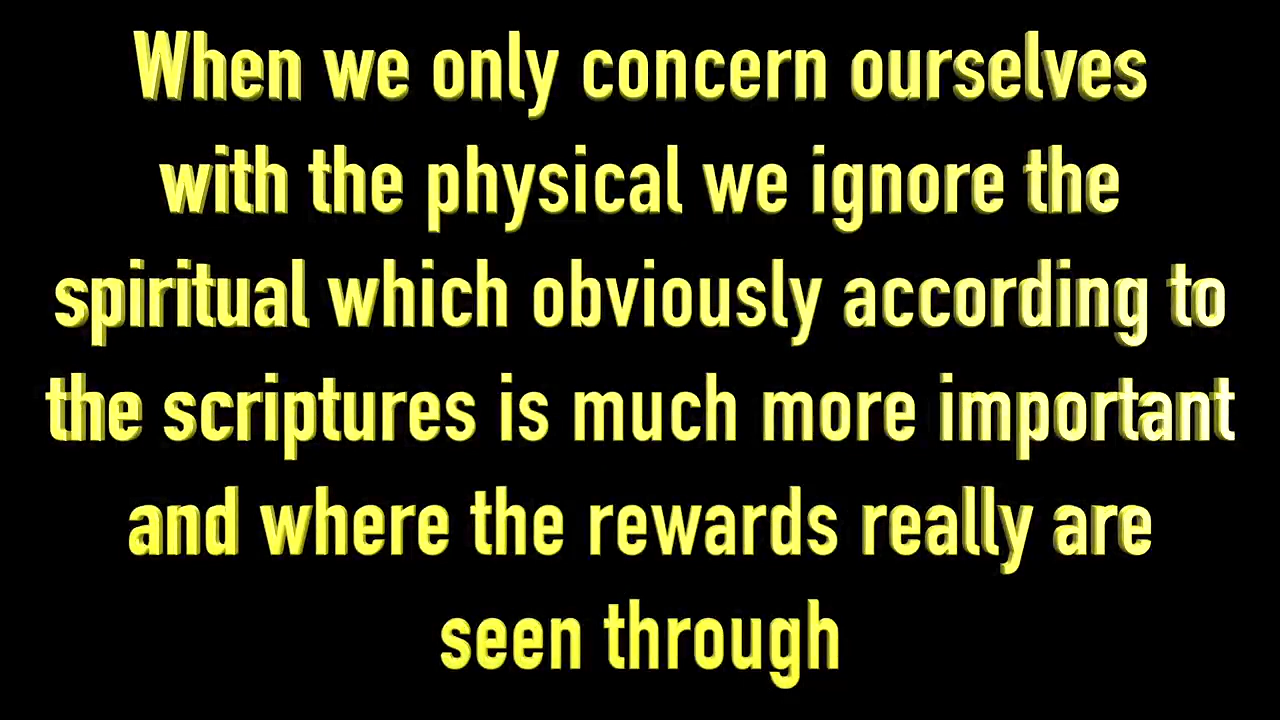 When we only concern ourselves
with the physical we ignore the
spiritual which obviously according to
the scriptures is much more important
and where the rewards really are
seen through